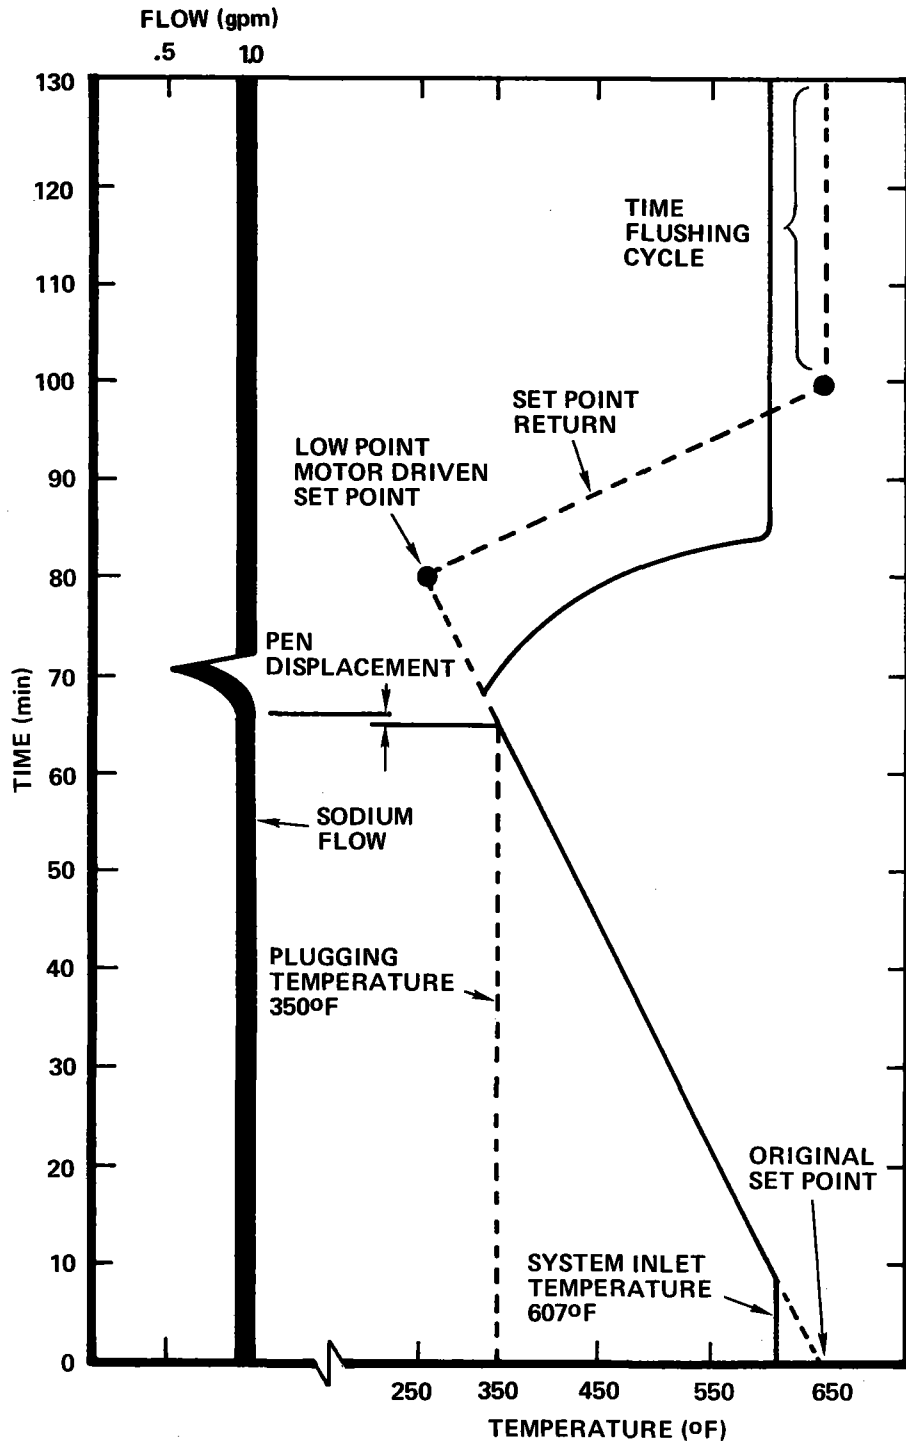 FLOW (gpm)
.5 1.0
130
120
110
100
90
80
70
60
50
40
30
20
10
0
TIME (min)
TIME
FLUSHING
CYCLE
SET POINT
RETURN
LOW POINT
MOTOR DRIVEN
SET POINT
PEN
DISPLACEMENT
SODIUM
FLOW
PLUGGING
TEMPERATURE
350ºF
ORIGINAL
SET POINT
SYSTEM INLET
TEMPERATURE
607ºF
250 350 450 550 650
TEMPERATURE (ºF)